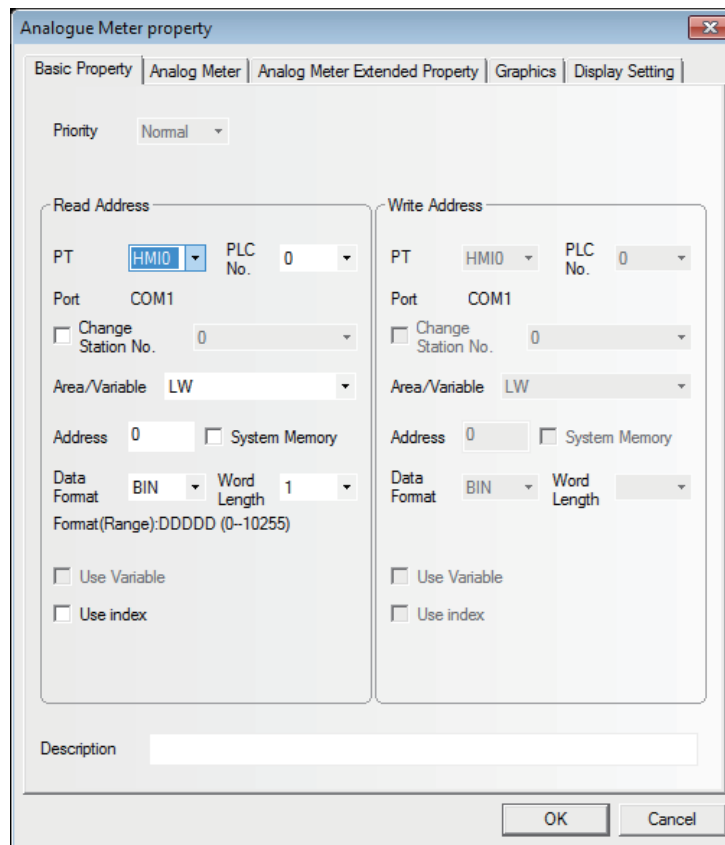 Analogue Meter property
Basic Property Analog Meter Analog Meter Extended Property Graphics Display Setting
Priority Normal
Read Address
PT HMI0 PLC No. 0
Port COM1
Change Station No. 0
Area/Variable LW
Address 0 System Memory
Data Format BIN Word Length 1
Format(Range):DDDDD (0--10255)
Use Variable
Use index
Write Address
PT HMI0 PLC No. 0
Port COM1
Change Station No. 0
Area/Variable LW
Address 0 System Memory
Data Format BIN Word Length
Use Variable
Use index
Description
OK Cancel